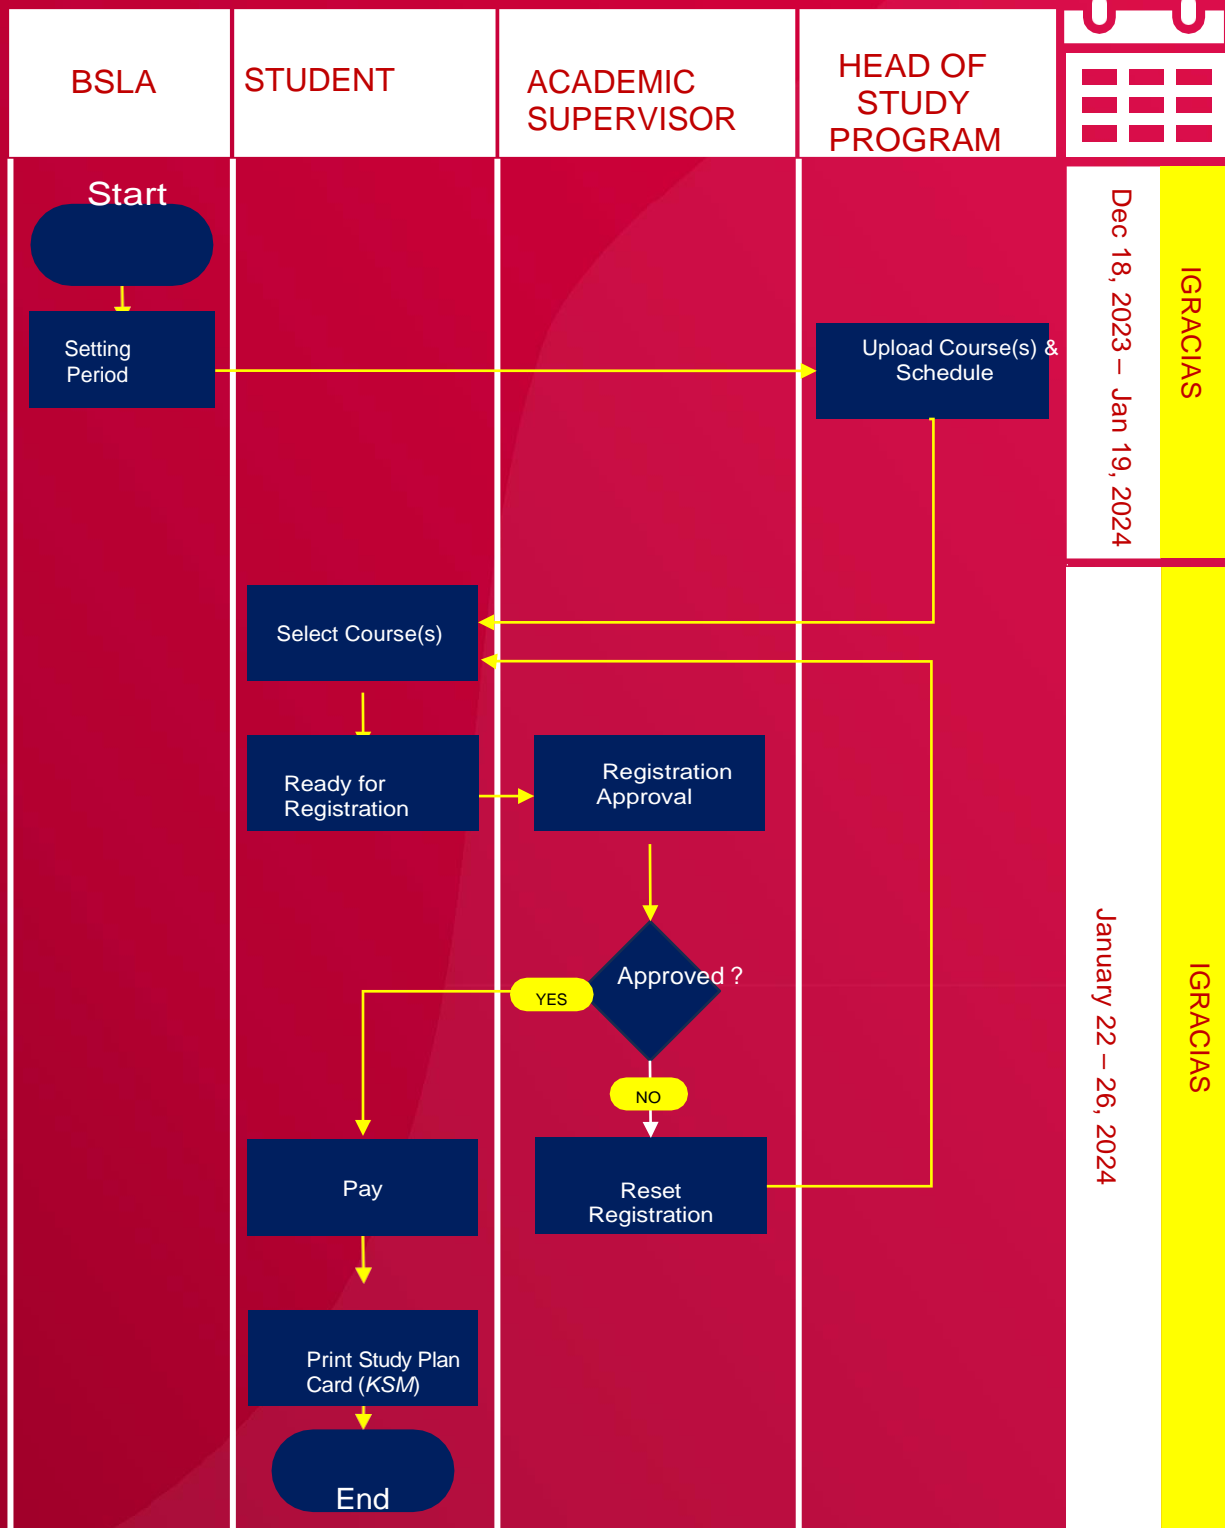 BSLA
STUDENT
ACADEMIC
SUPERVISOR
HEAD OF
STUDY
PROGRAM
Start
Setting
Period
Upload Course(s) &
Schedule
Dec 18, 2023 – Jan 19, 2024
IGRACIAS
Select Course(s)
Ready for
Registration
Registration
Approval
Approved ?
YES
NO
Pay
Reset
Registration
Print Study Plan
Card (KSM)
End
January 22 – 26, 2024
IGRACIAS